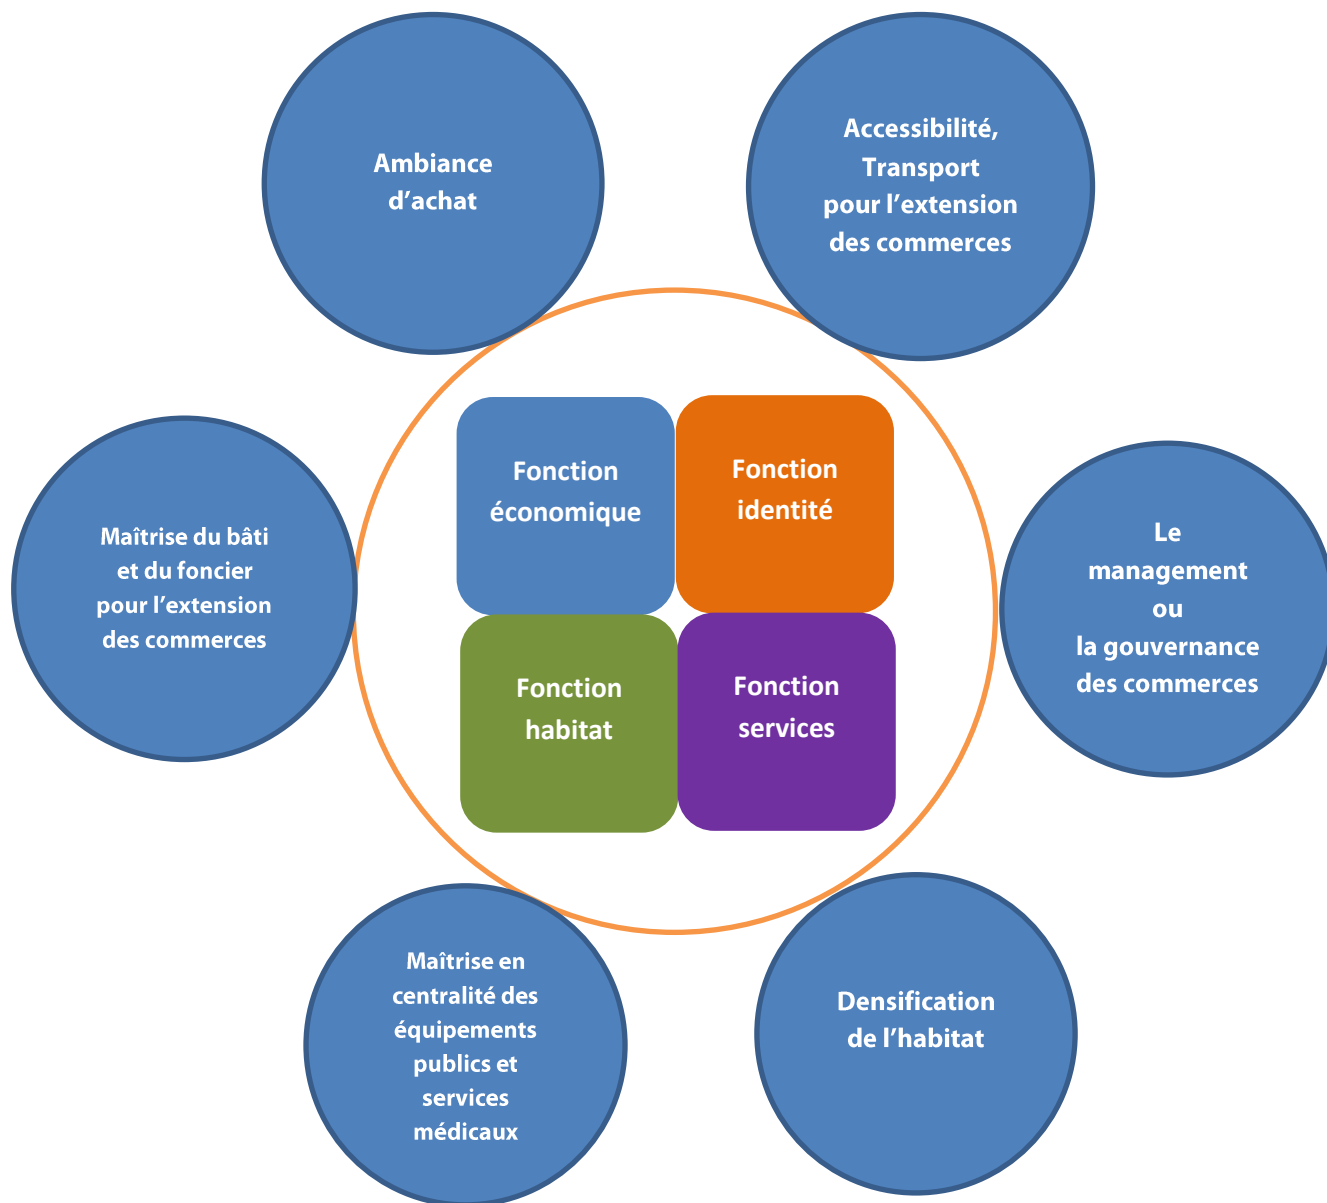 Ambiance
d’achat
Accessibilité,
Transport
pour l’extension
des commerces
Fonction
économique
Fonction
identité
Maîtrise du bâti
et du foncier
pour l’extension
des commerces
Le
management
ou
la gouvernance
des commerces
Fonction
habitat
Fonction
services
Maîtrise en
centralité des
équipements
publics et
services
médicaux
Densification
de l’habitat